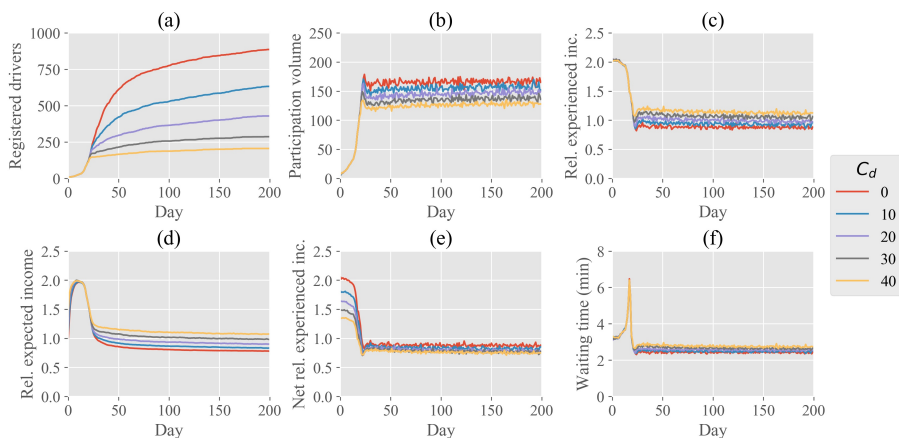 (a)
Registered drivers
1000
750
500
250
0
0 50 100 150 200
Day
(b)
Participation volume
250
200
150
100
50
0
0 50 100 150 200
Day
(c)
Rel. experienced inc.
2.5
2.0
1.5
1.0
0.5
0.0
0 50 100 150 200
Day
(d)
Rel. expected income
2.5
2.0
1.5
1.0
0.5
0.0
0 50 100 150 200
Day
(e)
Net rel. experienced inc.
2.5
2.0
1.5
1.0
0.5
0.0
0 50 100 150 200
Day
(f)
Waiting time (min)
8
6
4
2
0
0 50 100 150 200
Day
C_d
0
10
20
30
40